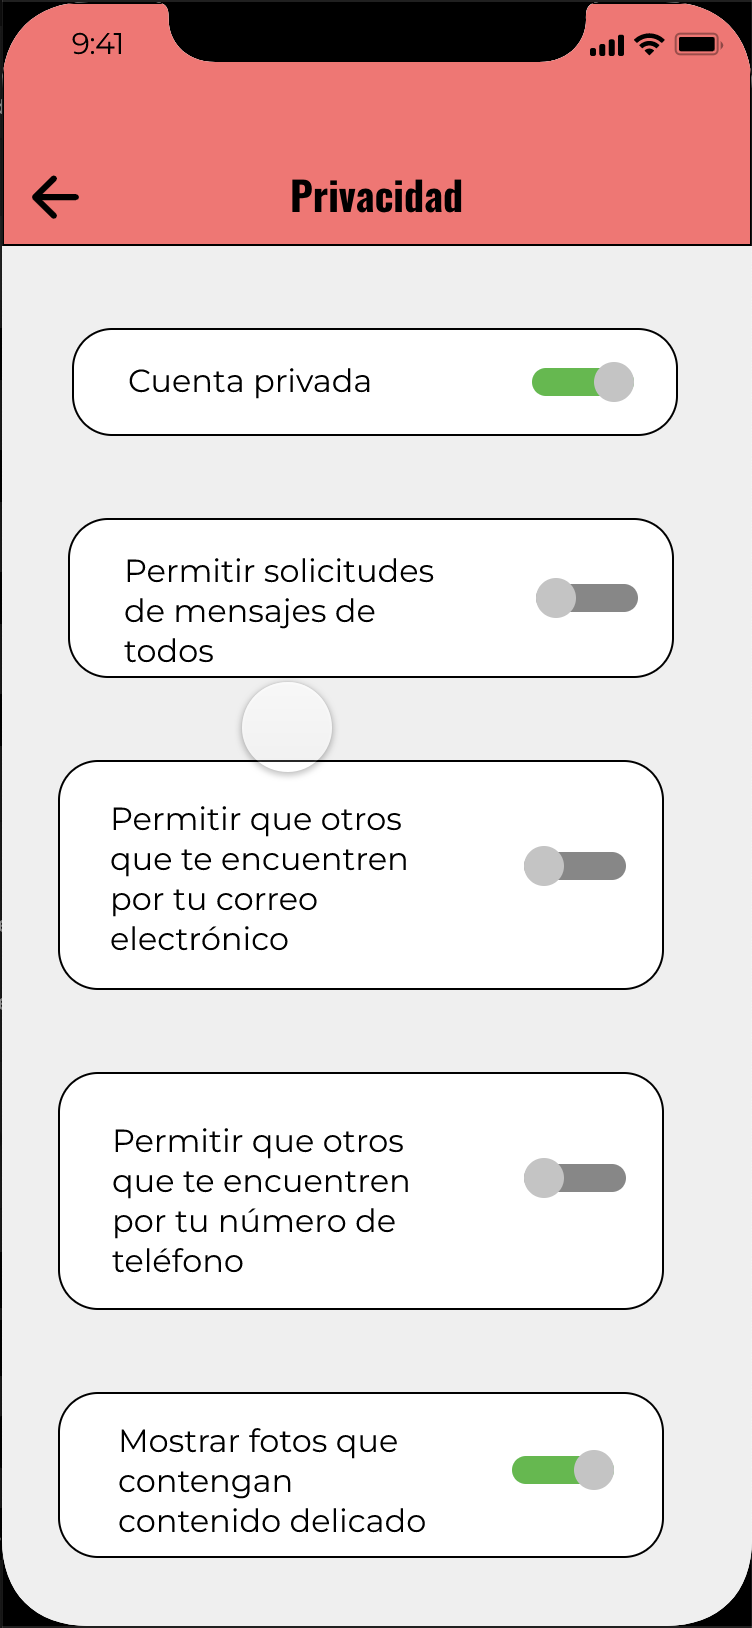 9:41
Privacidad
Cuenta privada
Permitir solicitudes
de mensajes de
todos
Permitir que otros
que te encuentren
por tu correo
electrónico
Permitir que otros
que te encuentren
por tu número de
teléfono
Mostrar fotos que
contengan
contenido delicado